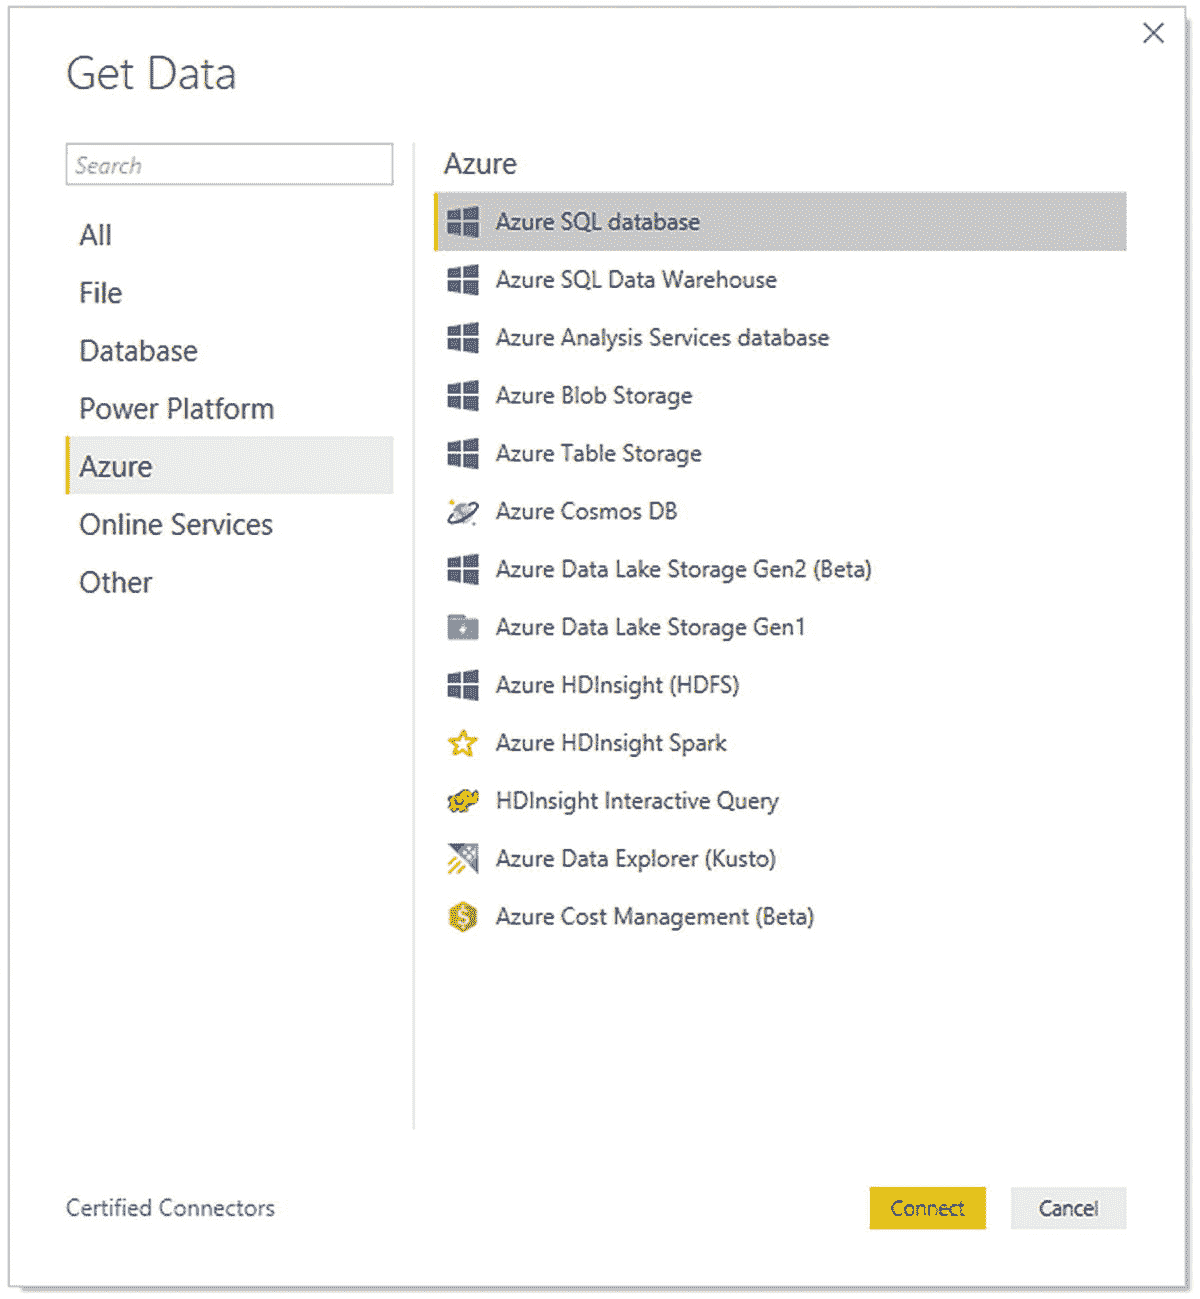 Get Data
Search
All
File
Database
Power Platform
Azure
Online Services
Other
Azure
Azure SQL database
Azure SQL Data Warehouse
Azure Analysis Services database
Azure Blob Storage
Azure Table Storage
Azure Cosmos DB
Azure Data Lake Storage Gen2 (Beta)
Azure Data Lake Storage Gen1
Azure HDInsight (HDFS)
Azure HDInsight Spark
HDInsight Interactive Query
Azure Data Explorer (Kusto)
Azure Cost Management (Beta)
Certified Connectors
Connect
Cancel